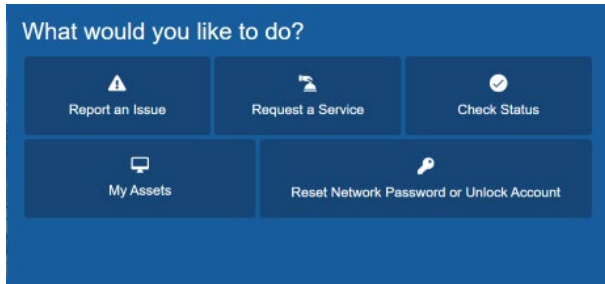 What would you like to do?
Report an Issue
Request a Service
Check Status
My Assets
Reset Network Password or Unlock Account